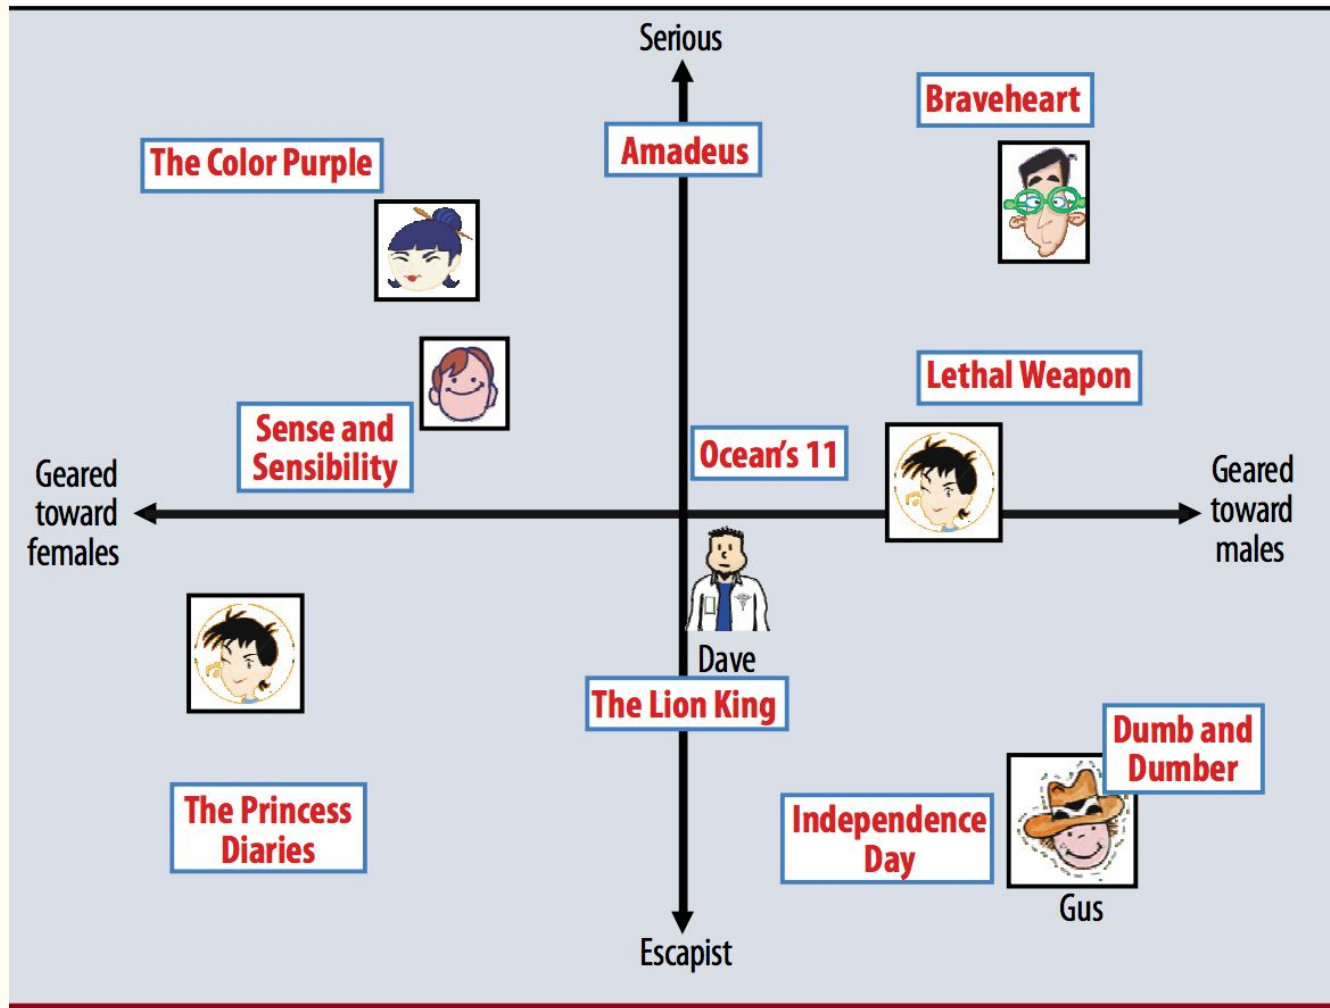 Serious
Braveheart
Amadeus
The Color Purple
Lethal Weapon
Sense and
Sensibility
Ocean's 11
Geared
toward
females
Geared
toward
males
Dave
The Lion King
Dumb and
Dumber
The Princess
Diaries
Independence
Day
Gus
Escapist